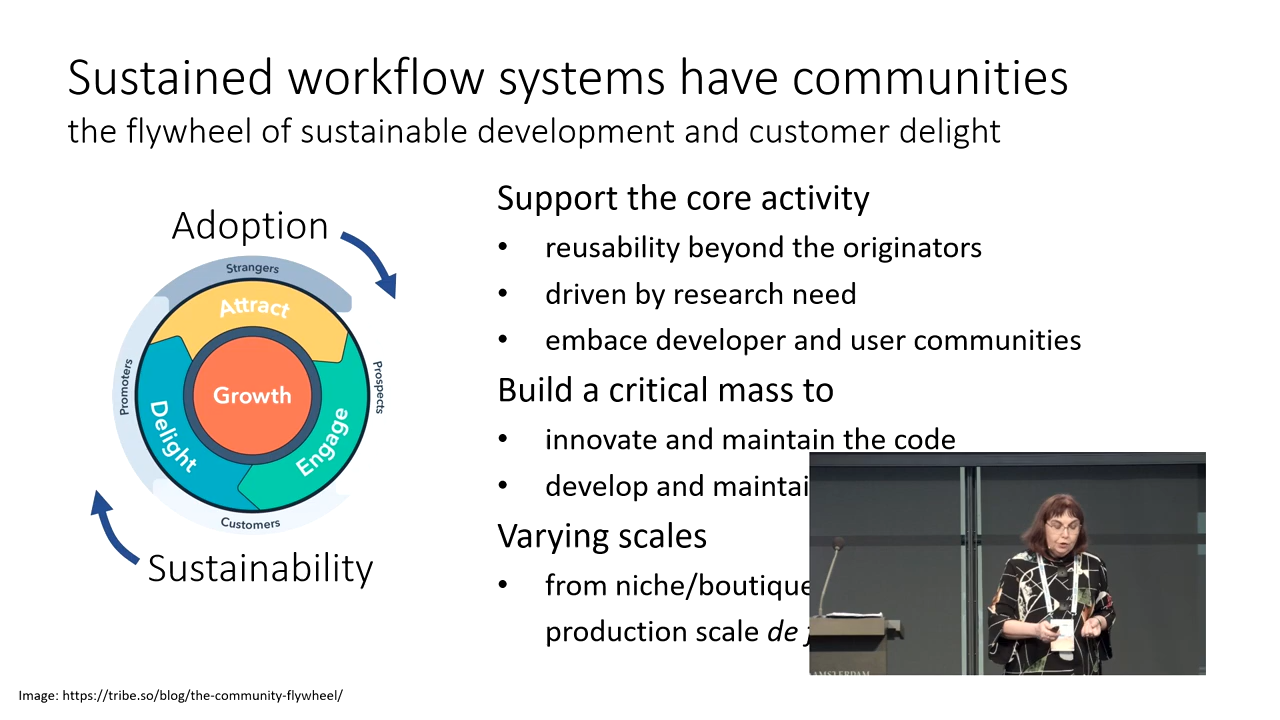 Sustained workflow systems have communities
the flywheel of sustainable development and customer delight
Adoption
Strangers
Attract
Promoters
Growth
Prospects
Delight
Engage
Customers
Sustainability
Support the core activity
• reusability beyond the originators
• driven by research need
• embace developer and user communities
Build a critical mass to
• innovate and maintain the code
• develop and
Varying scales
• from niche/boutique
production scale de
AMSTERDAM
Image: https://tribe.so/blog/the-community-flywheel/